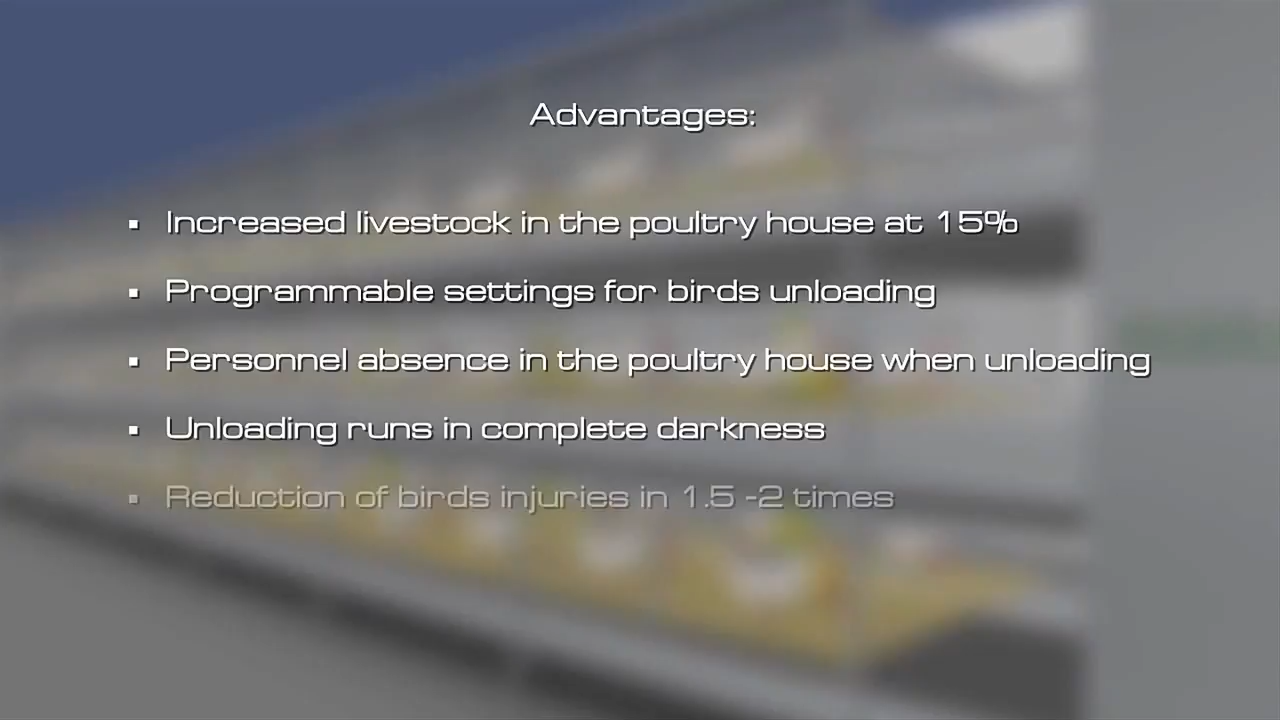 Advantages:
▪ Increased livestock in the poultry house at 15%
▪ Programmable settings for birds unloading
▪ Personnel absence in the poultry house when unloading
▪ Unloading runs in complete darkness
▪ Reduction of birds injuries in 1.5 -2 times